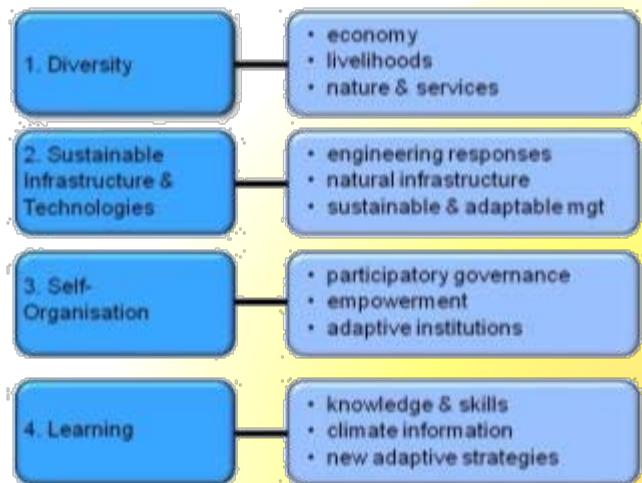 1. Diversity
• economy
• livelihoods
• nature & services
2. Sustainable
Infrastructure &
Technologies
• engineering responses
• natural infrastructure
• sustainable & adaptable mgt
3. Self-
Organisation
• participatory governance
• empowerment
• adaptive institutions
4. Learning
• knowledge & skills
• climate information
• new adaptive strategies